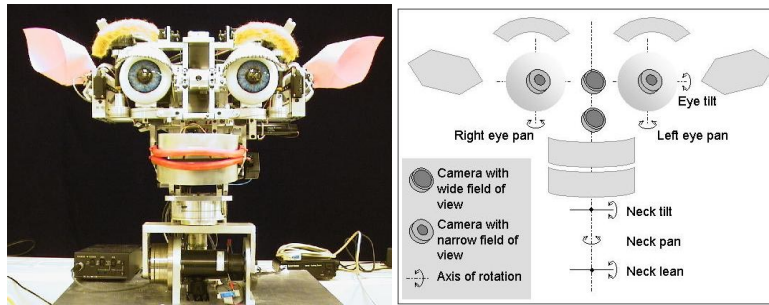 Eye tilt
Right eye pan
Left eye pan
Camera with
wide field of
view
Camera with
narrow field of
view
Axis of rotation
Neck tilt
Neck pan
Neck lean